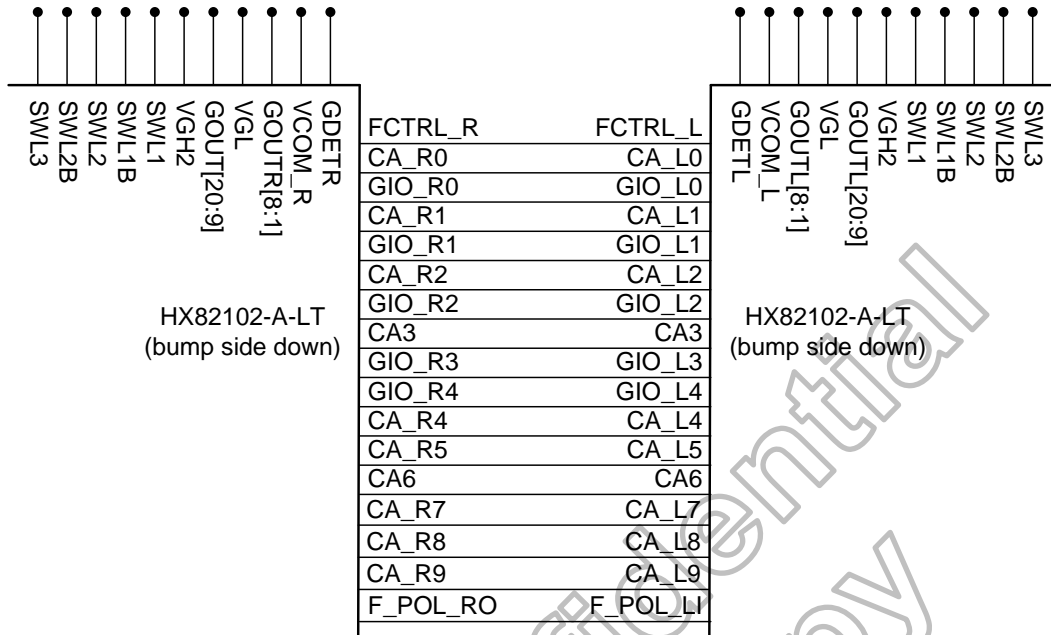 SWL3
SWL2B
SWL2
SWL1B
SWL1
VGH2
GOUT[20:9]
VGL
GOUTR[8:1]
VCOM_R
GDETR
GDETL
VCOM_L
GOUTL[8:1]
VGL
GOUTL[20:9]
VGH2
SWL1
SWL1B
SWL2
SWL2B
SWL3
FCTRL_R FCTRL_L
CA_R0 CA_L0
GIO_R0 GIO_L0
CA_R1 CA_L1
GIO_R1 GIO_L1
CA_R2 CA_L2
GIO_R2 GIO_L2
CA3 CA3
GIO_R3 GIO_L3
GIO_R4 GIO_L4
CA_R4 CA_L4
CA_R5 CA_L5
CA6 CA6
CA_R7 CA_L7
CA_R8 CA_L8
CA_R9 CA_L9
F_POL_RO F_POL_LI
HX82102-A-LT
(bump side down)
HX82102-A-LT
(bump side down)
fidential
py